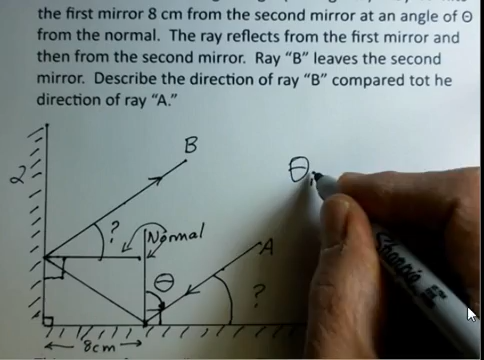 the first mirror 8 cm from the second mirror at an angle of Θ
from the normal. The ray reflects from the first mirror and
then from the second mirror. Ray "B" leaves the second
mirror. Describe the direction of ray "B" compared tot he
direction of ray "A."
B
2
Θ
?
Normal
A
Θ
?
8cm
Sharpie